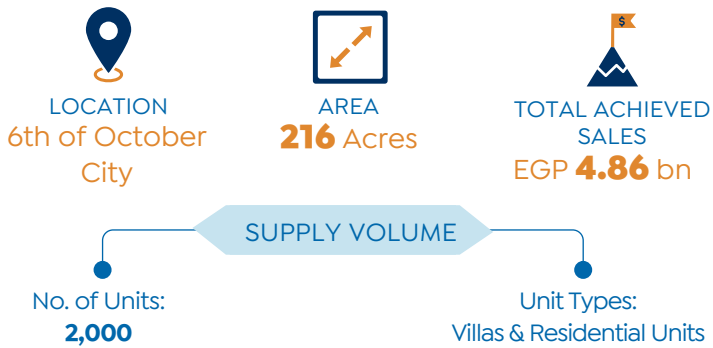 $
LOCATION
6th of October
City
AREA
216 Acres
TOTAL ACHIEVED
SALES
EGP 4.86 bn
SUPPLY VOLUME
No. of Units:
2,000
Unit Types:
Villas & Residential Units